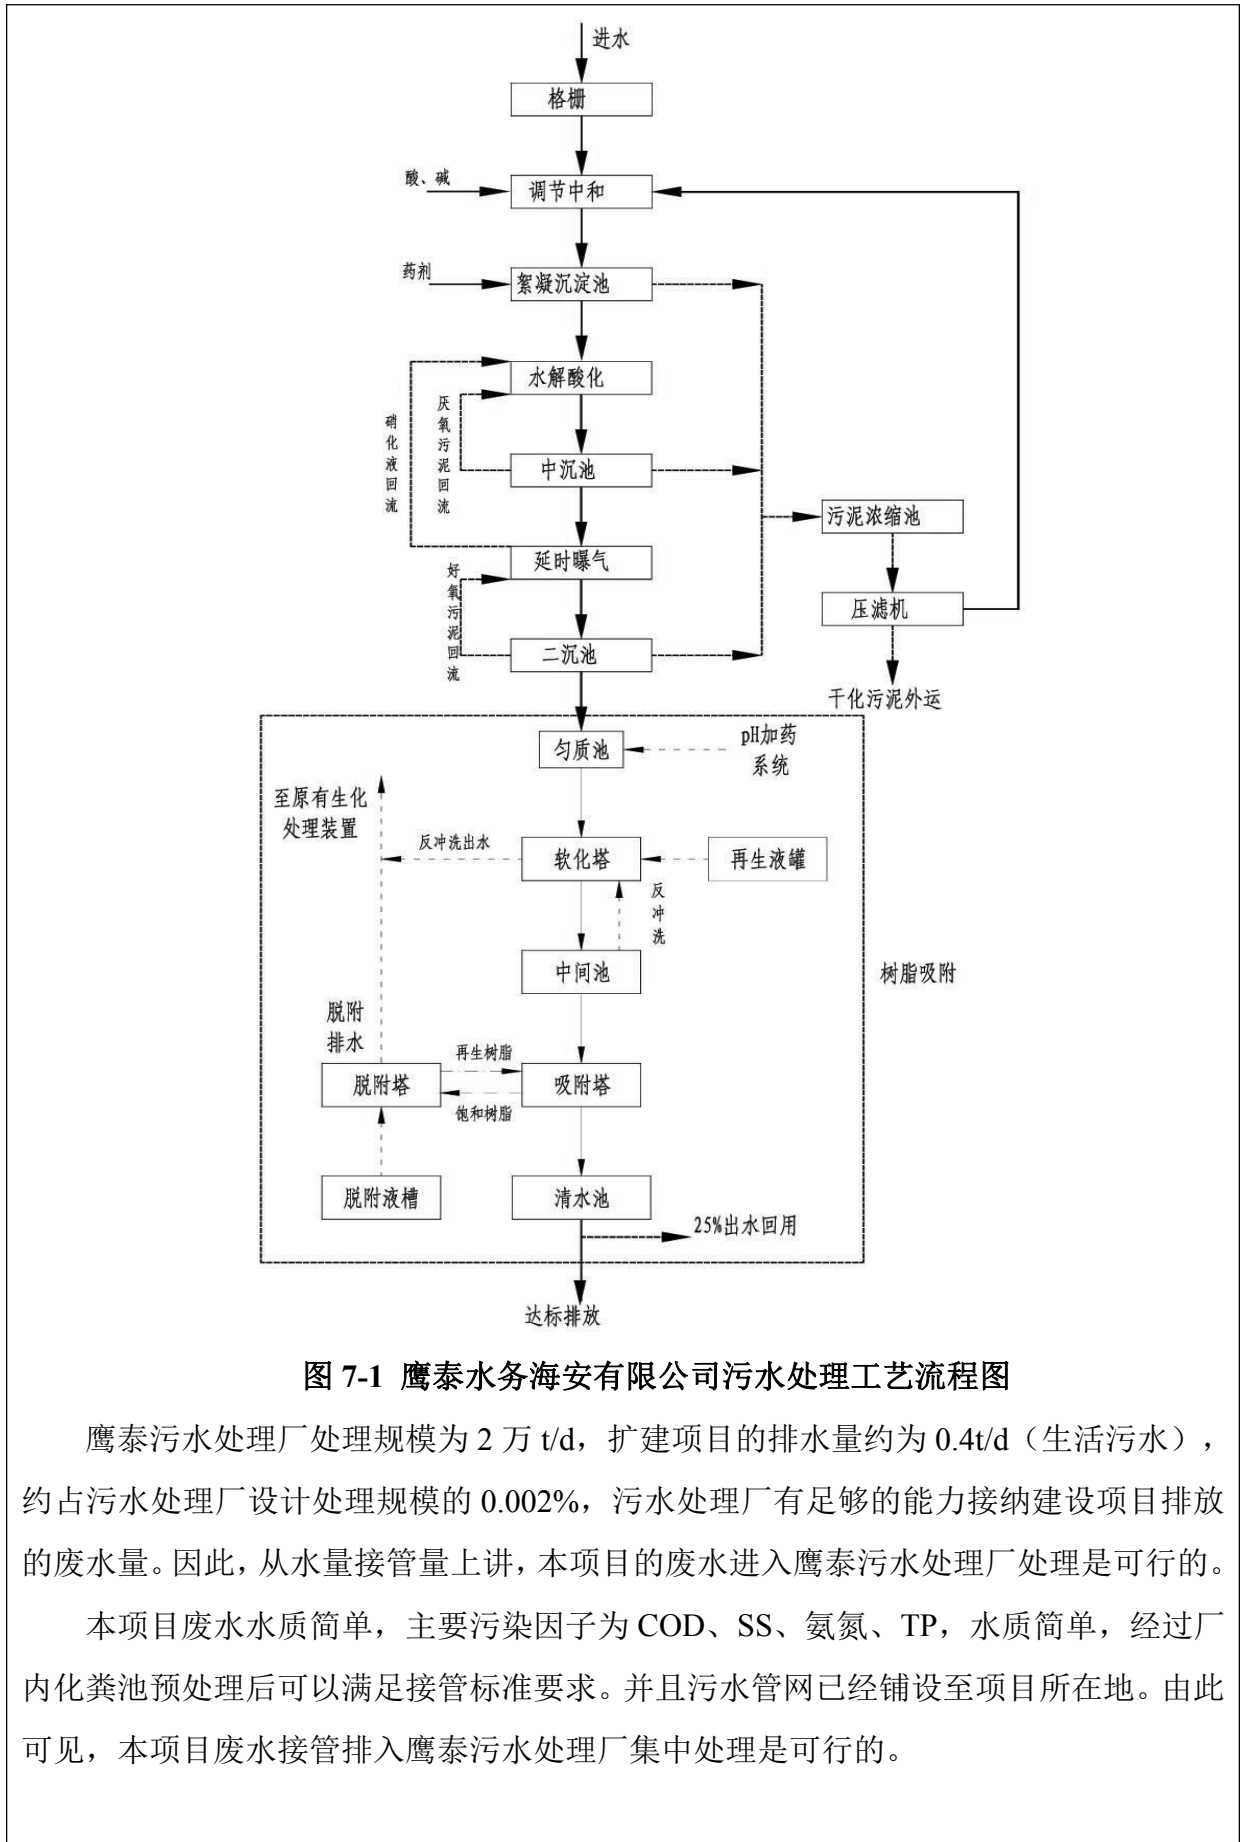 进水
格栅
酸、碱
调节中和
药剂
絮凝沉淀池
水解酸化
硝化液回流
厌氧污泥回流
中沉池
污泥浓缩池
延时曝气
好氧污泥回流
压滤机
二沉池
干化污泥外运
匀质池
pH加药
系统
至原有生化
处理装置
反冲洗出水
软化塔
再生液罐
反冲洗
中间池
树脂吸附
脱附
排水
再生树脂
脱附塔
吸附塔
饱和树脂
脱附液槽
清水池
25%出水回用
达标排放
图 7-1 鹰泰水务海安有限公司污水处理工艺流程图
鹰泰污水处理厂处理规模为 2 万 t/d，扩建项目的排水量约为 0.4t/d（生活污水），
约占污水处理厂设计处理规模的 0.002%，污水处理厂有足够的能力接纳建设项目排放
的废水量。因此，从水量接管量上讲，本项目的废水进入鹰泰污水处理厂处理是可行的。
本项目废水水质简单，主要污染因子为 COD、SS、氨氮、TP，水质简单，经过厂
内化粪池预处理后可以满足接管标准要求。并且污水管网已经铺设至项目所在地。由此
可见，本项目废水接管排入鹰泰污水处理厂集中处理是可行的。